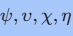 ψ, υ, χ, η